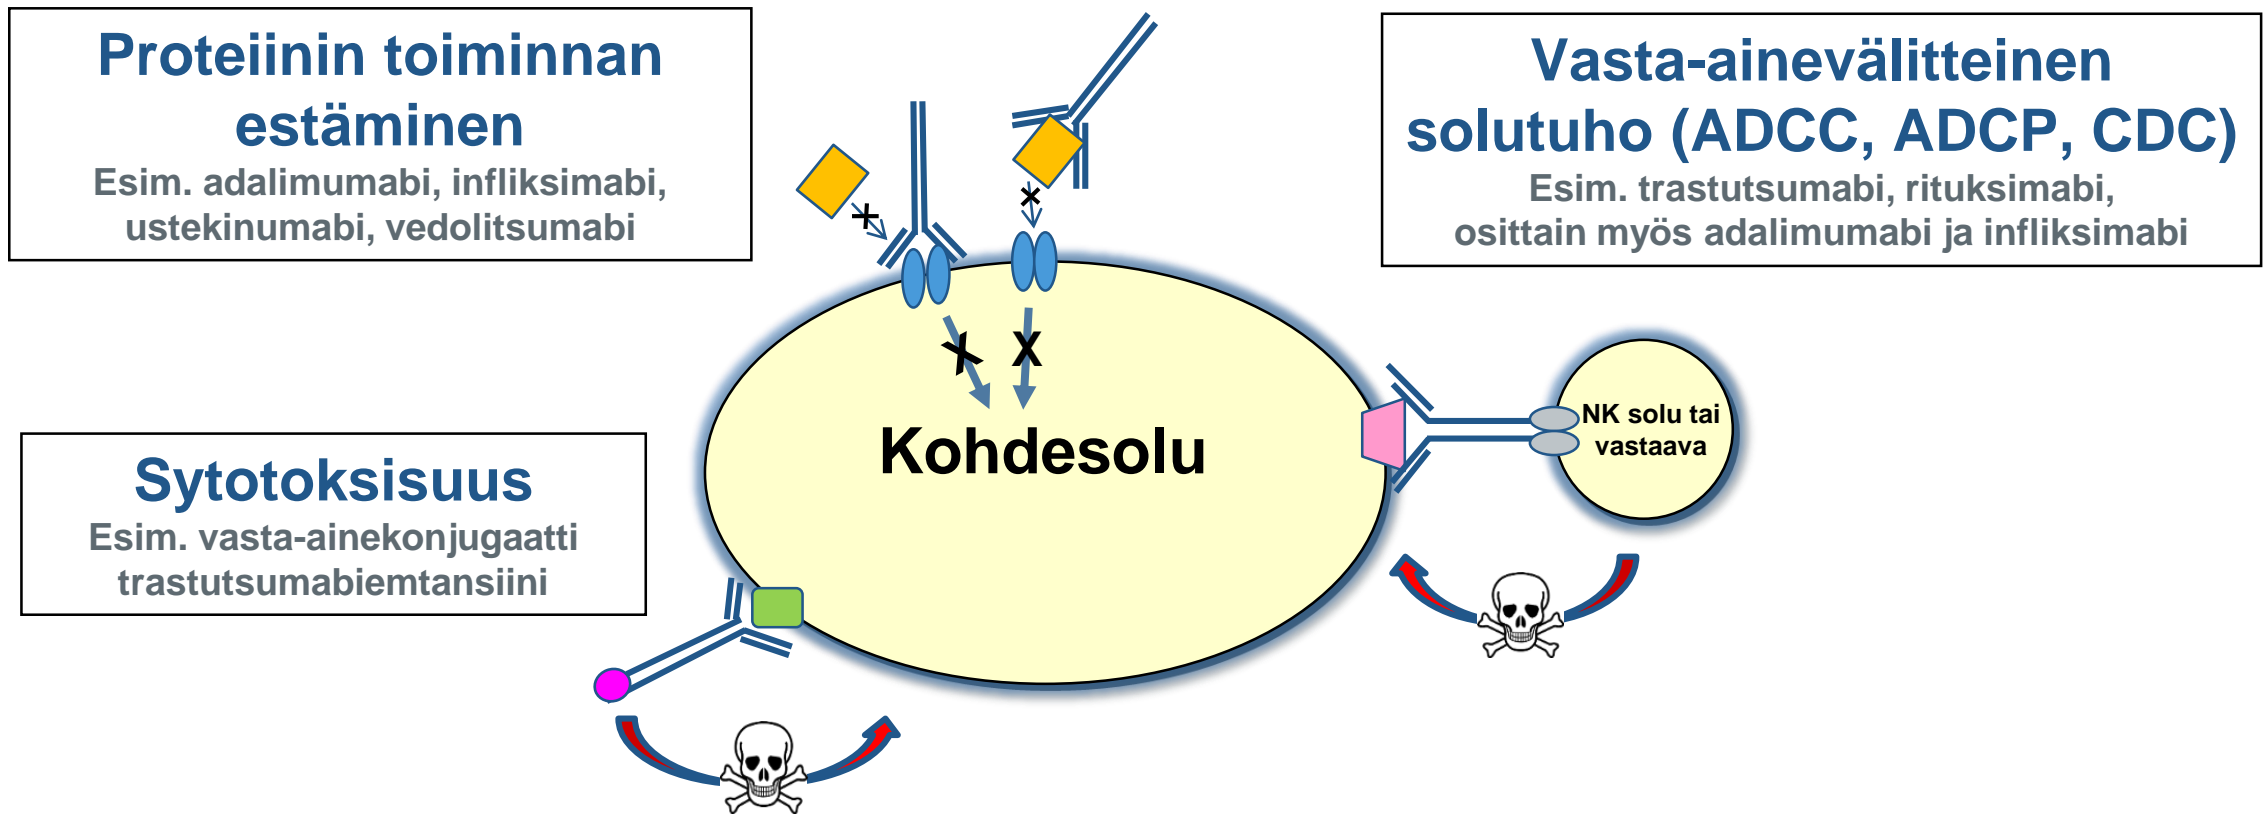 Proteiinin toiminnan
estäminen
Esim. adalimumabi, infliksimabi,
ustekinumabi, vedolitsumabi
Vasta-ainevälitteinen
solutuho (ADCC, ADCP, CDC)
Esim. trastutsumabi, rituksimabi,
osittain myös adalimumabi ja infliksimabi
X
X
X
X
Kohdesolu
NK solu tai
vastaava
Sytotoksisuus
Esim. vasta-ainekonjugaatti
trastutsumabiemtansiini